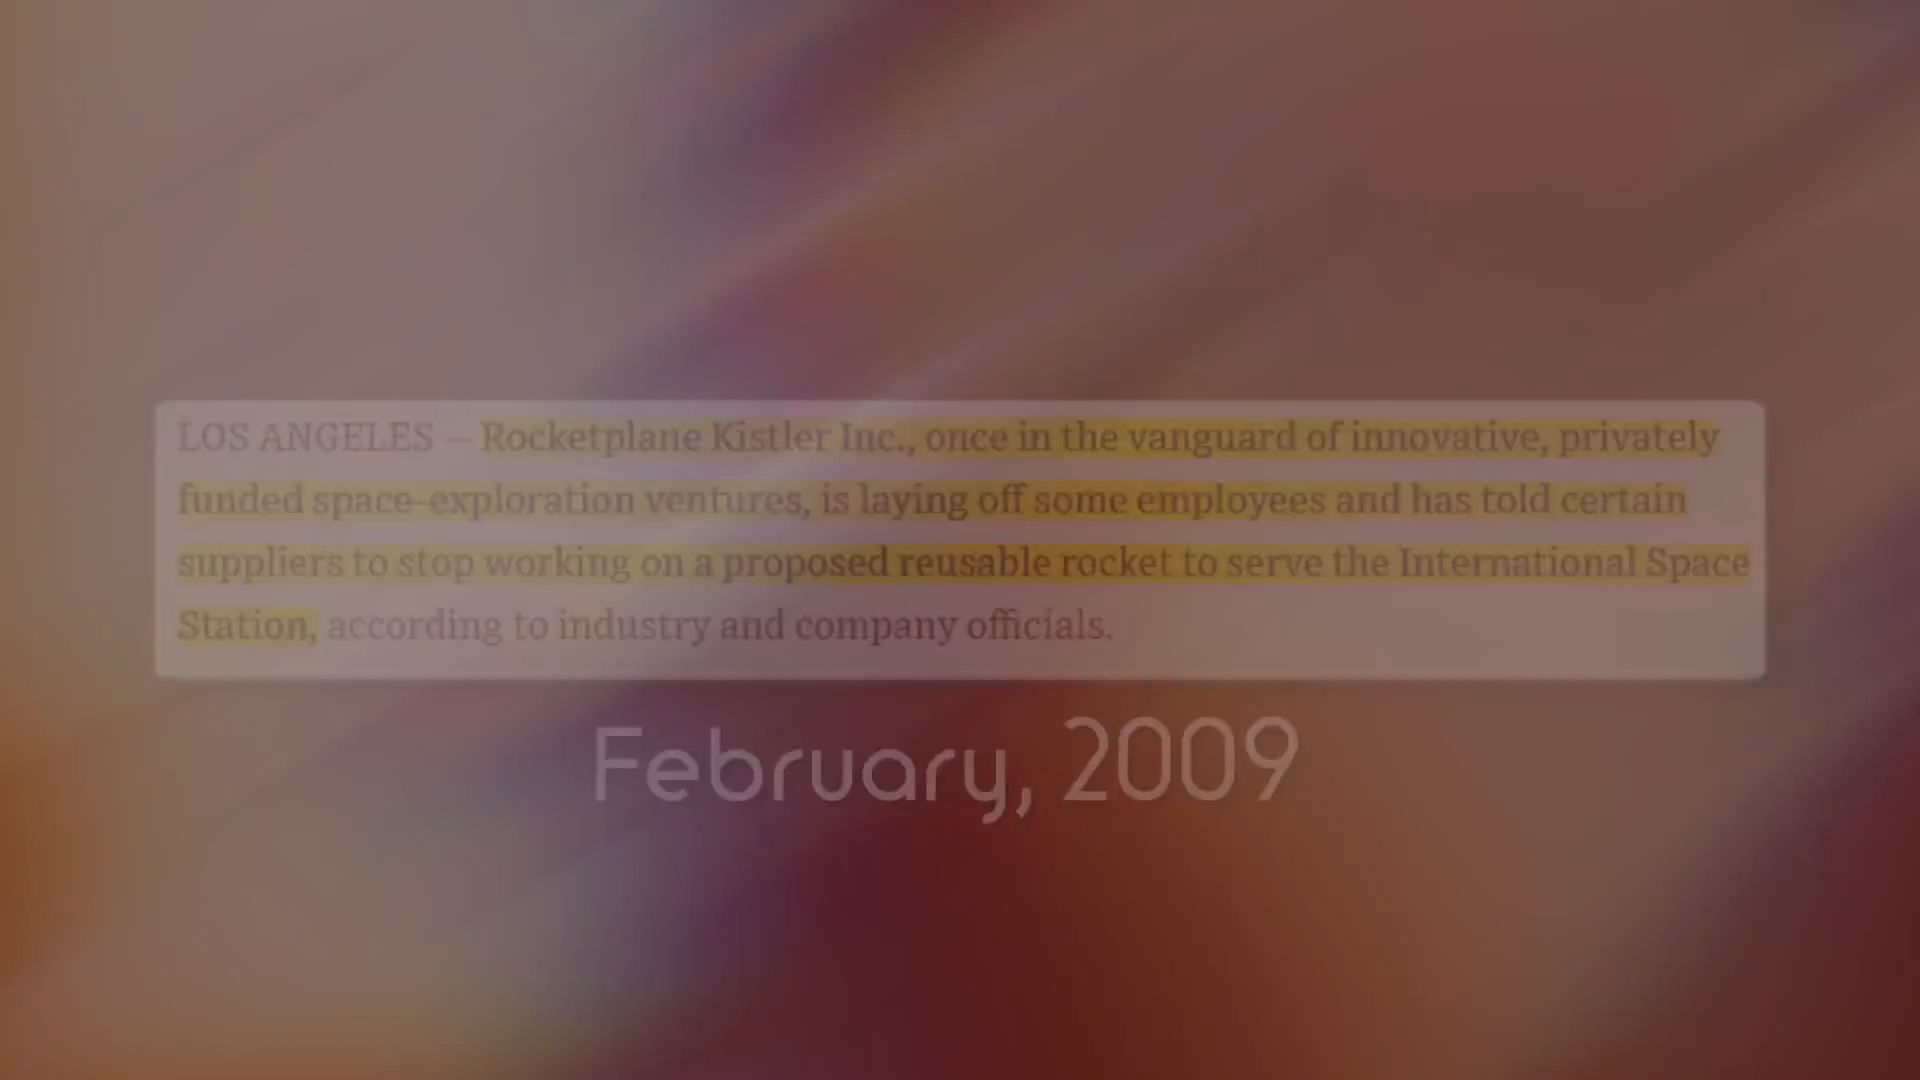 LOS ANGELES — Rocketplane Kistler Inc., once in the vanguard of innovative, privately
funded space-exploration ventures, is laying off some employees and has told certain
suppliers to stop working on a proposed reusable rocket to serve the International Space
Station, according to industry and company officials.
February, 2009